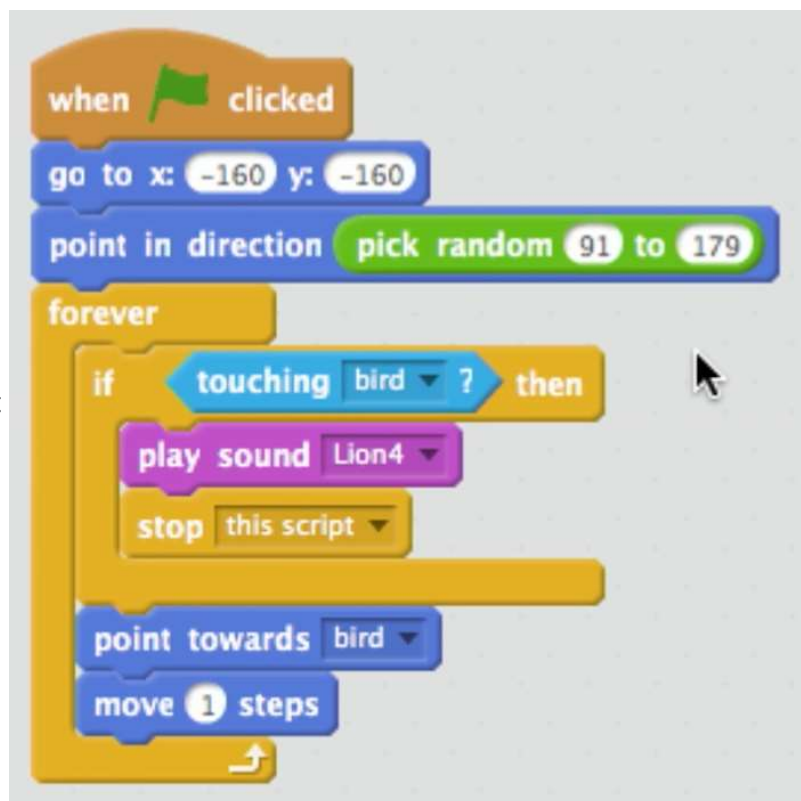 when clicked
go to x: -160 y: -160
point in direction pick random 91 to 179
forever
if touching bird ? then
play sound Lion4
stop this script
point towards bird
move 1 steps